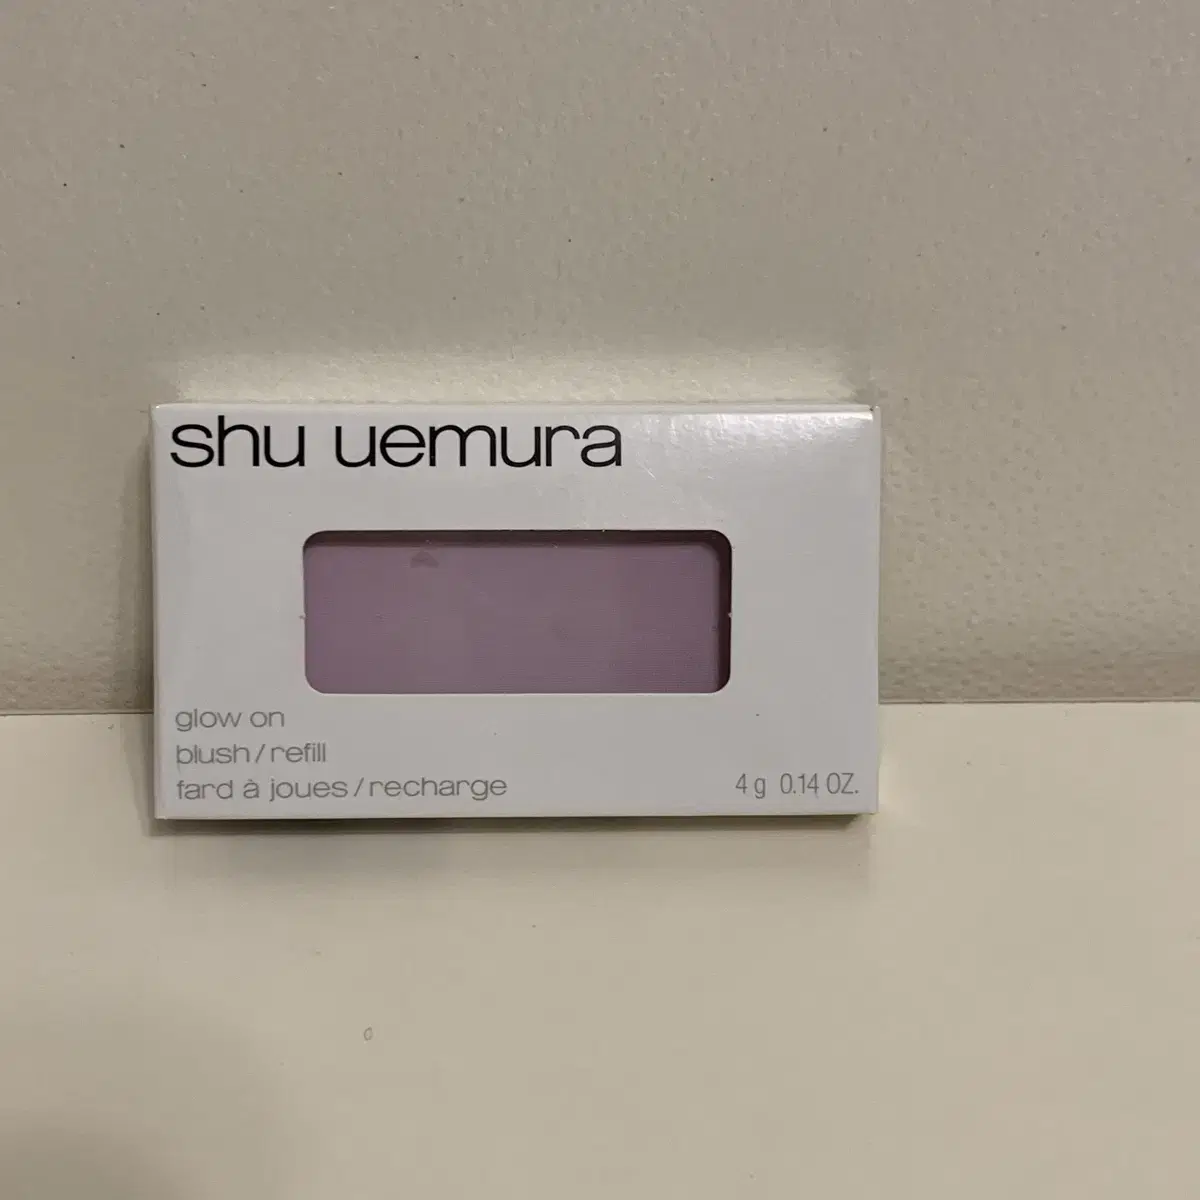 shu uemura
glow on
blush/refill
fard à joues/recharge
4 g 0.14 OZ.